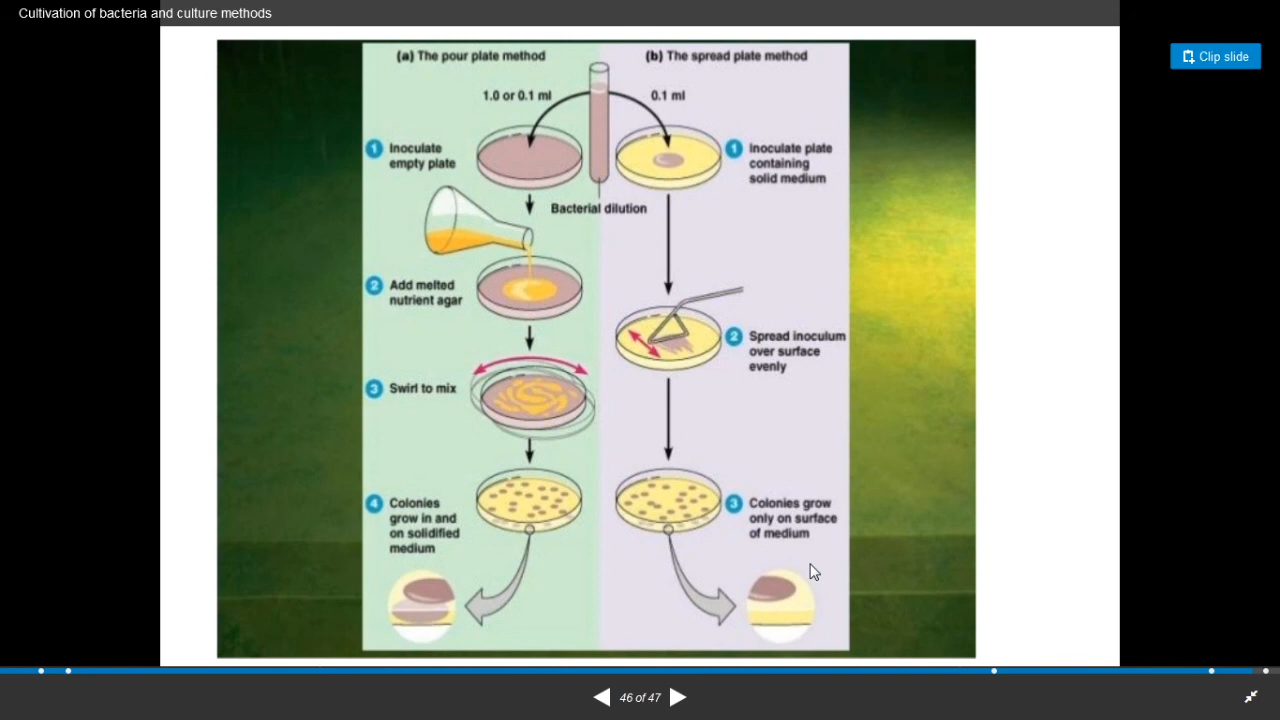 Cultivation of bacteria and culture methods
Clip slide
(a) The pour plate method
(b) The spread plate method
1.0 or 0.1 ml
0.1 ml
1 Inoculate
empty plate
1 Inoculate plate
containing
solid medium
Bacterial dilution
2 Add melted
nutrient agar
2 Spread inoculum
over surface
evenly
3 Swirl to mix
4 Colonies
grow in and
on solidified
medium
3 Colonies grow
only on surface
of medium
46 of 47